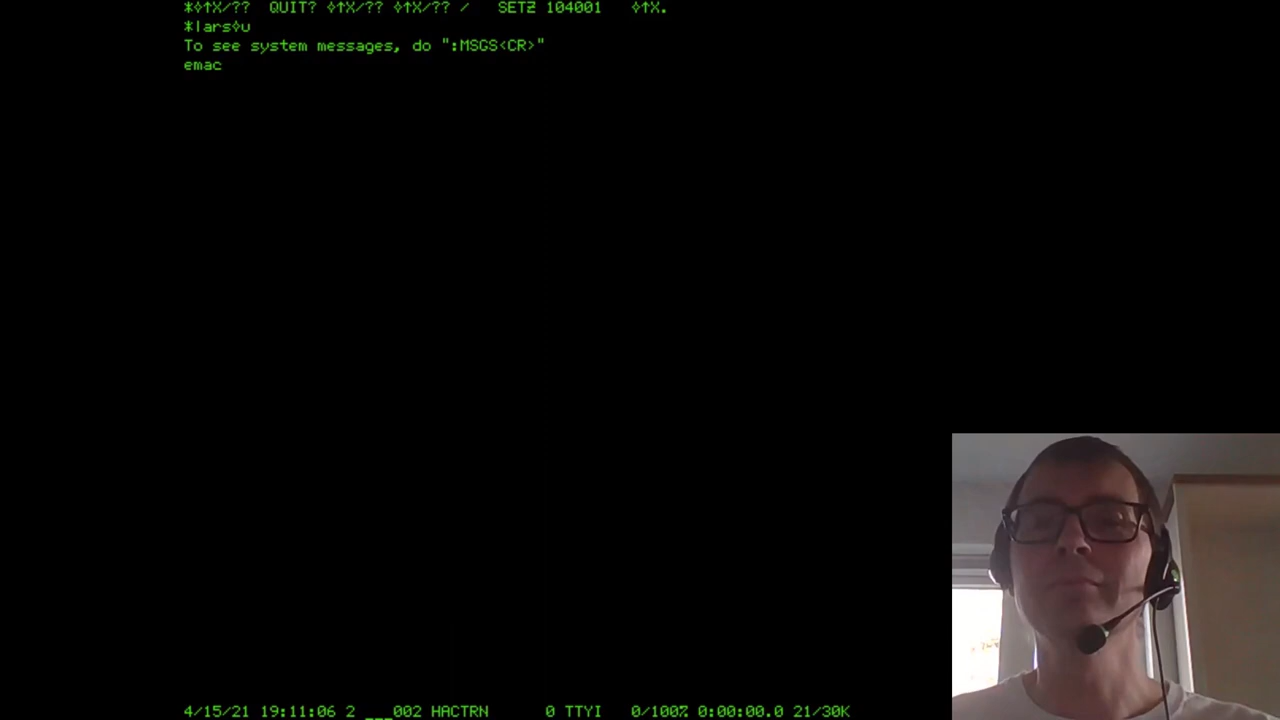 *◊↑X/??  QUIT? ◊↑X/?? ◊↑X/?? /   SETZ 104001   ◊↑X.
*lars◊u
To see system messages, do ":MSGS<CR>"
emac
4/15/21 19:11:06 2 ___002 HACTRN      0 TTYI   0/100% 0:00:00.0 21/30K